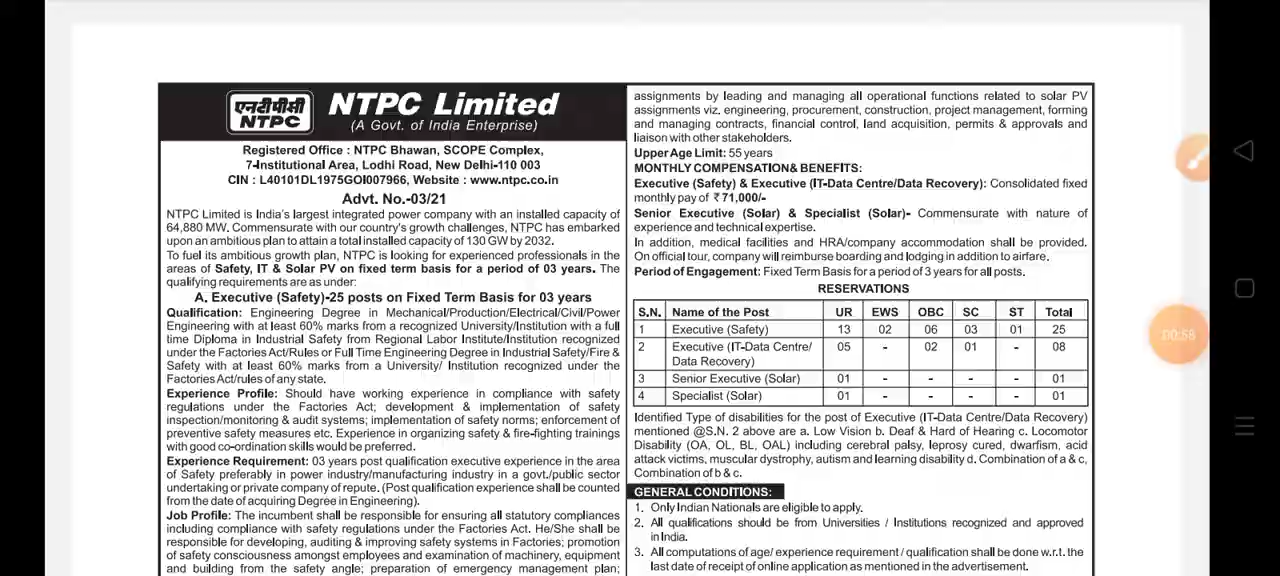 एनटीपीसी
NTPC
NTPC Limited
(A Govt. of India Enterprise)
Registered Office : NTPC Bhawan, SCOPE Complex,
7-Institutional Area, Lodhi Road, New Delhi-110 003
CIN : L40101DL1975GOI007966, Website : www.ntpc.co.in
Advt. No.-03/21
NTPC Limited is India's largest integrated power company with an installed capacity of
64,880 MW. Commensurate with our country's growth challenges, NTPC has embarked
upon an ambitious plan to attain a total installed capacity of 130 GW by 2032.
To fuel its ambitious growth plan, NTPC is looking for experienced professionals in the
areas of Safety, IT & Solar PV on fixed term basis for a period of 03 years. The
qualifying requirements are as under:
A. Executive (Safety)-25 posts on Fixed Term Basis for 03 years
Qualification: Engineering Degree in Mechanical/Production/Electrical/Civil/Power
Engineering with at least 60% marks from a recognized University/Institution with a full
time Diploma in Industrial Safety from Regional Labor Institute/Institution recognized
under the Factories Act/Rules or Full Time Engineering Degree in Industrial Safety/Fire &
Safety with at least 60% marks from a University/ Institution recognized under the
Factories Act/rules of any state.
Experience Profile: Should have working experience in compliance with safety
regulations under the Factories Act; development & implementation of safety
inspection/monitoring & audit systems; implementation of safety norms; enforcement of
preventive safety measures etc. Experience in organizing safety & fire-fighting trainings
with good co-ordination skills would be preferred.
Experience Requirement: 03 years post qualification executive experience in the area
of Safety preferably in power industry/manufacturing industry in a govt./public sector
undertaking or private company of repute. (Post qualification experience shall be counted
from the date of acquiring Degree in Engineering).
Job Profile: The incumbent shall be responsible for ensuring all statutory compliances
including compliance with safety regulations under the Factories Act. He/She shall be
responsible for developing, auditing & improving safety systems in Factories; promotion
of safety consciousness amongst employees and examination of machinery, equipment
and building from the safety angle; preparation of emergency management plan;
assignments by leading and managing all operational functions related to solar PV
assignments viz. engineering, procurement, construction, project management, forming
and managing contracts, financial control, land acquisition, permits & approvals and
liaison with other stakeholders.
Upper Age Limit: 55 years
MONTHLY COMPENSATION& BENEFITS:
Executive (Safety) & Executive (IT-Data Centre/Data Recovery): Consolidated fixed
monthly pay of ₹ 71,000/-
Senior Executive (Solar) & Specialist (Solar)- Commensurate with nature of
experience and technical expertise.
In addition, medical facilities and HRA/company accommodation shall be provided.
On official tour, company will reimburse boarding and lodging in addition to airfare.
Period of Engagement: Fixed Term Basis for a period of 3 years for all posts.
RESERVATIONS
S.N. Name of the Post UR EWS OBC SC ST Total
1 Executive (Safety) 13 02 06 03 01 25
2 Executive (IT-Data Centre/ 05 - 02 01 - 08
Data Recovery)
3 Senior Executive (Solar) 01 - - - - 01
4 Specialist (Solar) 01 - - - - 01
Identified Type of disabilities for the post of Executive (IT-Data Centre/Data Recovery)
mentioned @S.N. 2 above are a. Low Vision b. Deaf & Hard of Hearing c. Locomotor
Disability (OA, OL, BL, OAL) including cerebral palsy, leprosy cured, dwarfism, acid
attack victims, muscular dystrophy, autism and learning disability d. Combination of a & c,
Combination of b & c.
GENERAL CONDITIONS:
1. Only Indian Nationals are eligible to apply.
2. All qualifications should be from Universities / Institutions recognized and approved
in India.
3. All computations of age/ experience requirement / qualification shall be done w.r.t. the
last date of receipt of online application as mentioned in the advertisement.
00:58